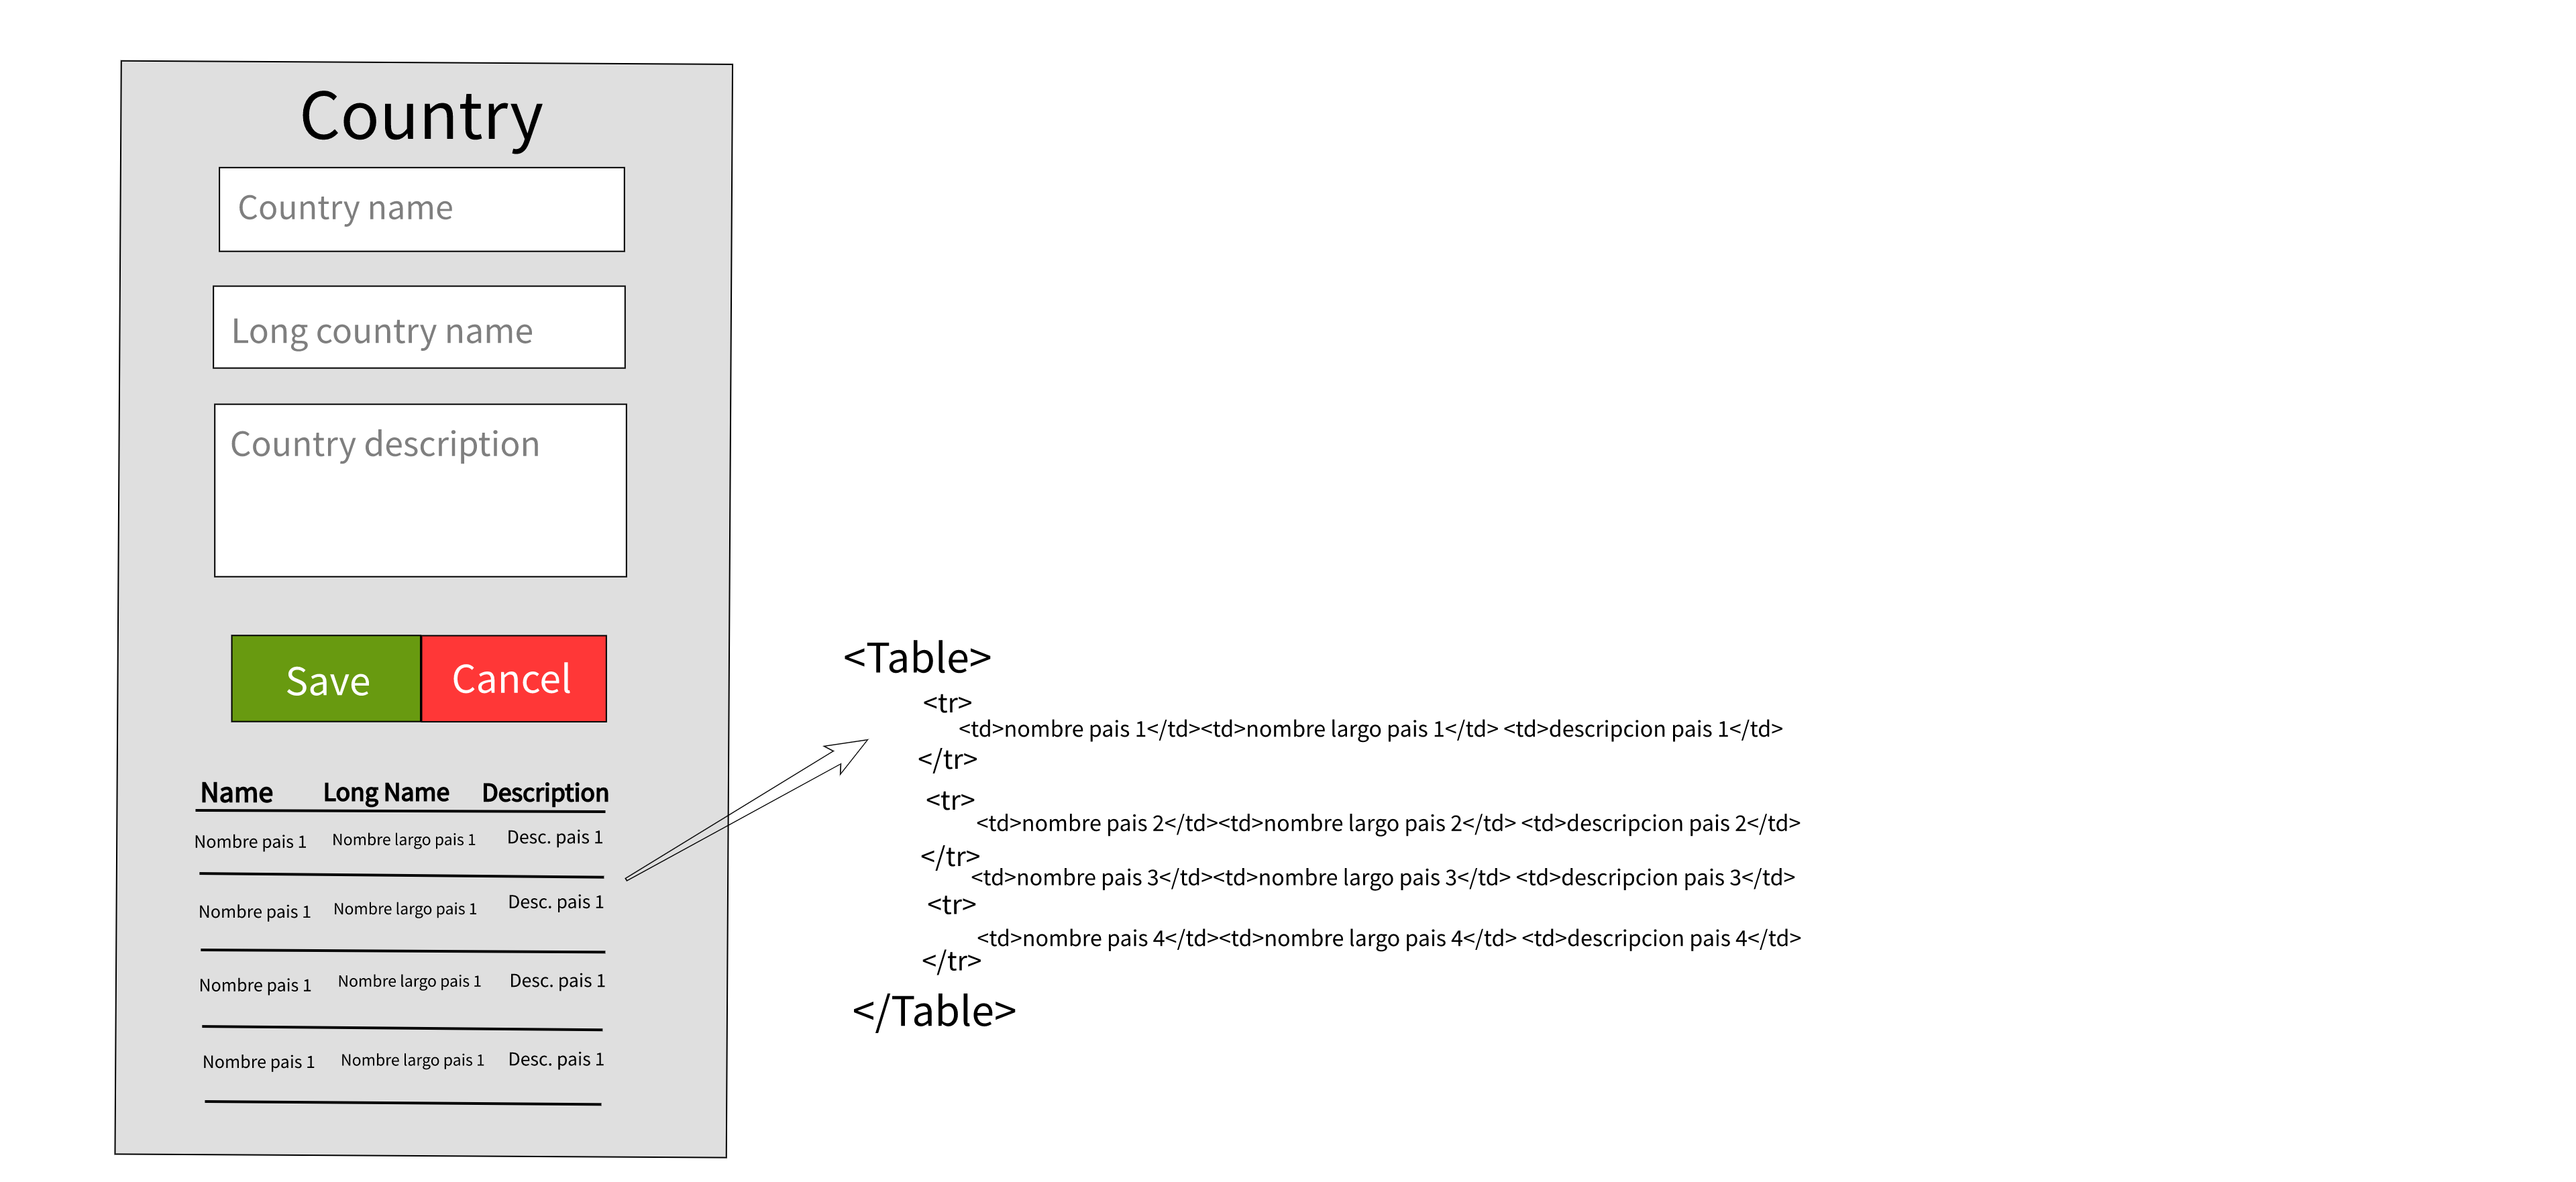 Country
Country name
Long country name
Country description
Save Cancel
Name Long Name Description
Nombre pais 1 Nombre largo pais 1 Desc. pais 1
Nombre pais 1 Nombre largo pais 1 Desc. pais 1
Nombre pais 1 Nombre largo pais 1 Desc. pais 1
Nombre pais 1 Nombre largo pais 1 Desc. pais 1
<Table>
<tr>
<td>nombre pais 1</td><td>nombre largo pais 1</td> <td>descripcion pais 1</td>
</tr>
<tr>
<td>nombre pais 2</td><td>nombre largo pais 2</td> <td>descripcion pais 2</td>
</tr>
<td>nombre pais 3</td><td>nombre largo pais 3</td> <td>descripcion pais 3</td>
<tr>
<td>nombre pais 4</td><td>nombre largo pais 4</td> <td>descripcion pais 4</td>
</tr>
</Table>